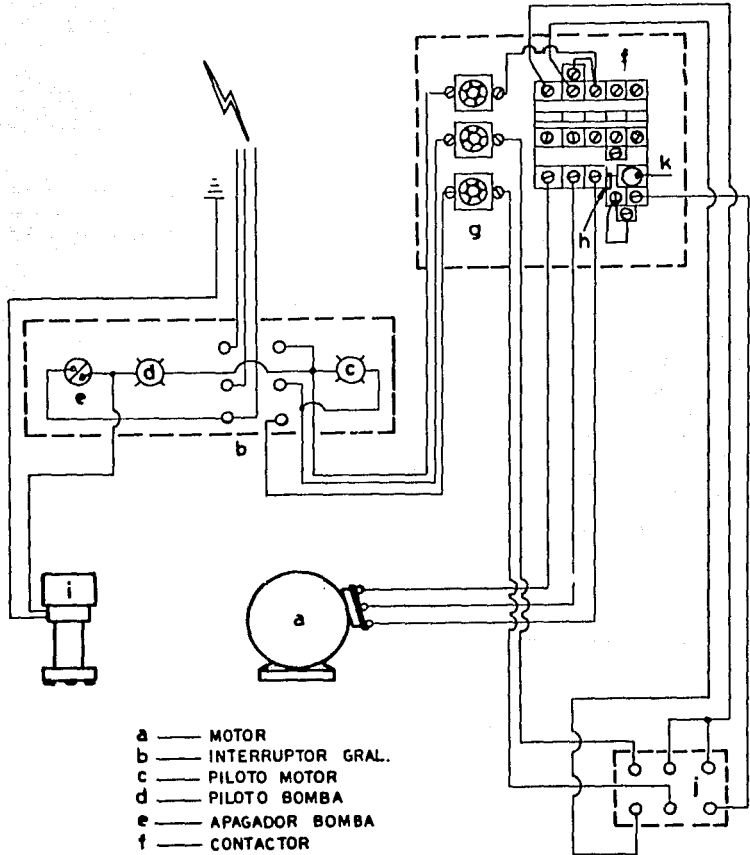 f
k
g
h
e
d
c
b
i
a
i
a — MOTOR
b — INTERRUPTOR GRAL.
c — PILOTO MOTOR
d — PILOTO BOMBA
e — APAGADOR BOMBA
f — CONTACTOR